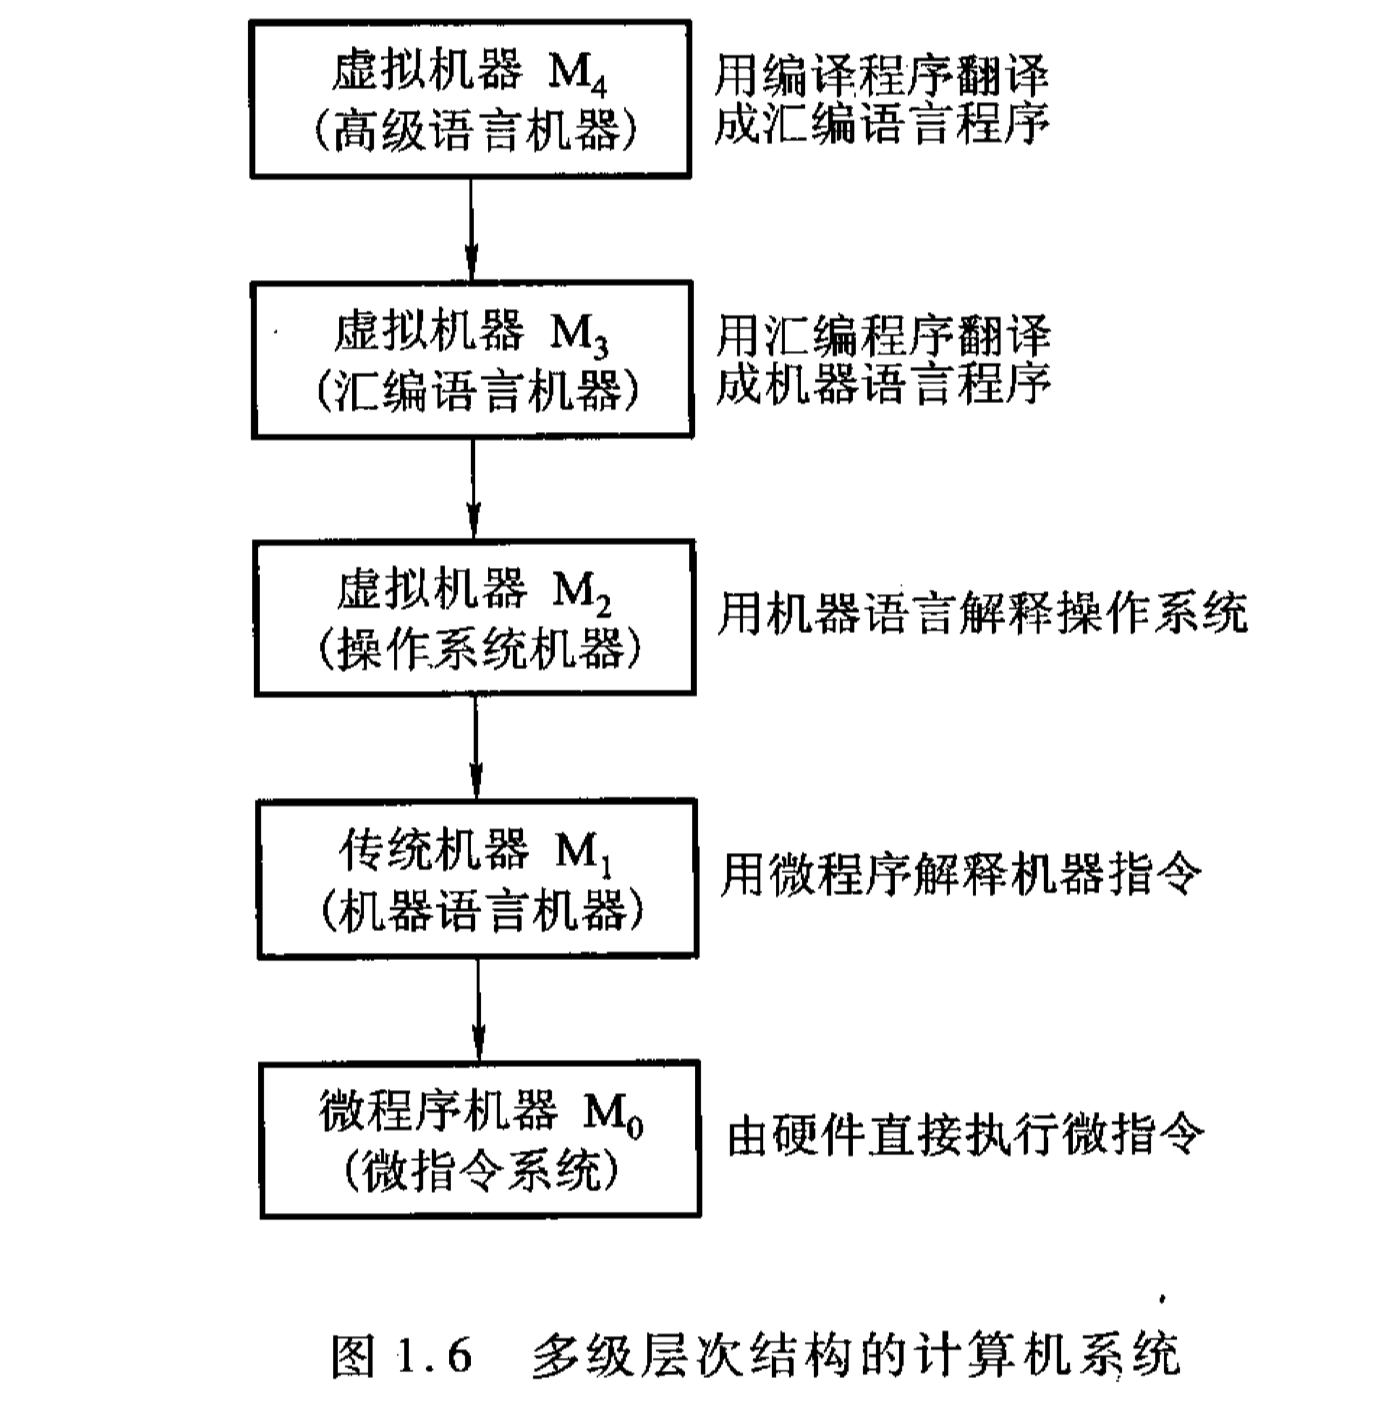 虚拟机器 M₄
(高级语言机器)
用编译程序翻译
成汇编语言程序
虚拟机器 M₃
(汇编语言机器)
用汇编程序翻译
成机器语言程序
虚拟机器 M₂
(操作系统机器)
用机器语言解释操作系统
传统机器 M₁
(机器语言机器)
用微程序解释机器指令
微程序机器 M₀
(微指令系统)
由硬件直接执行微指令
图 1.6 多级层次结构的计算机系统